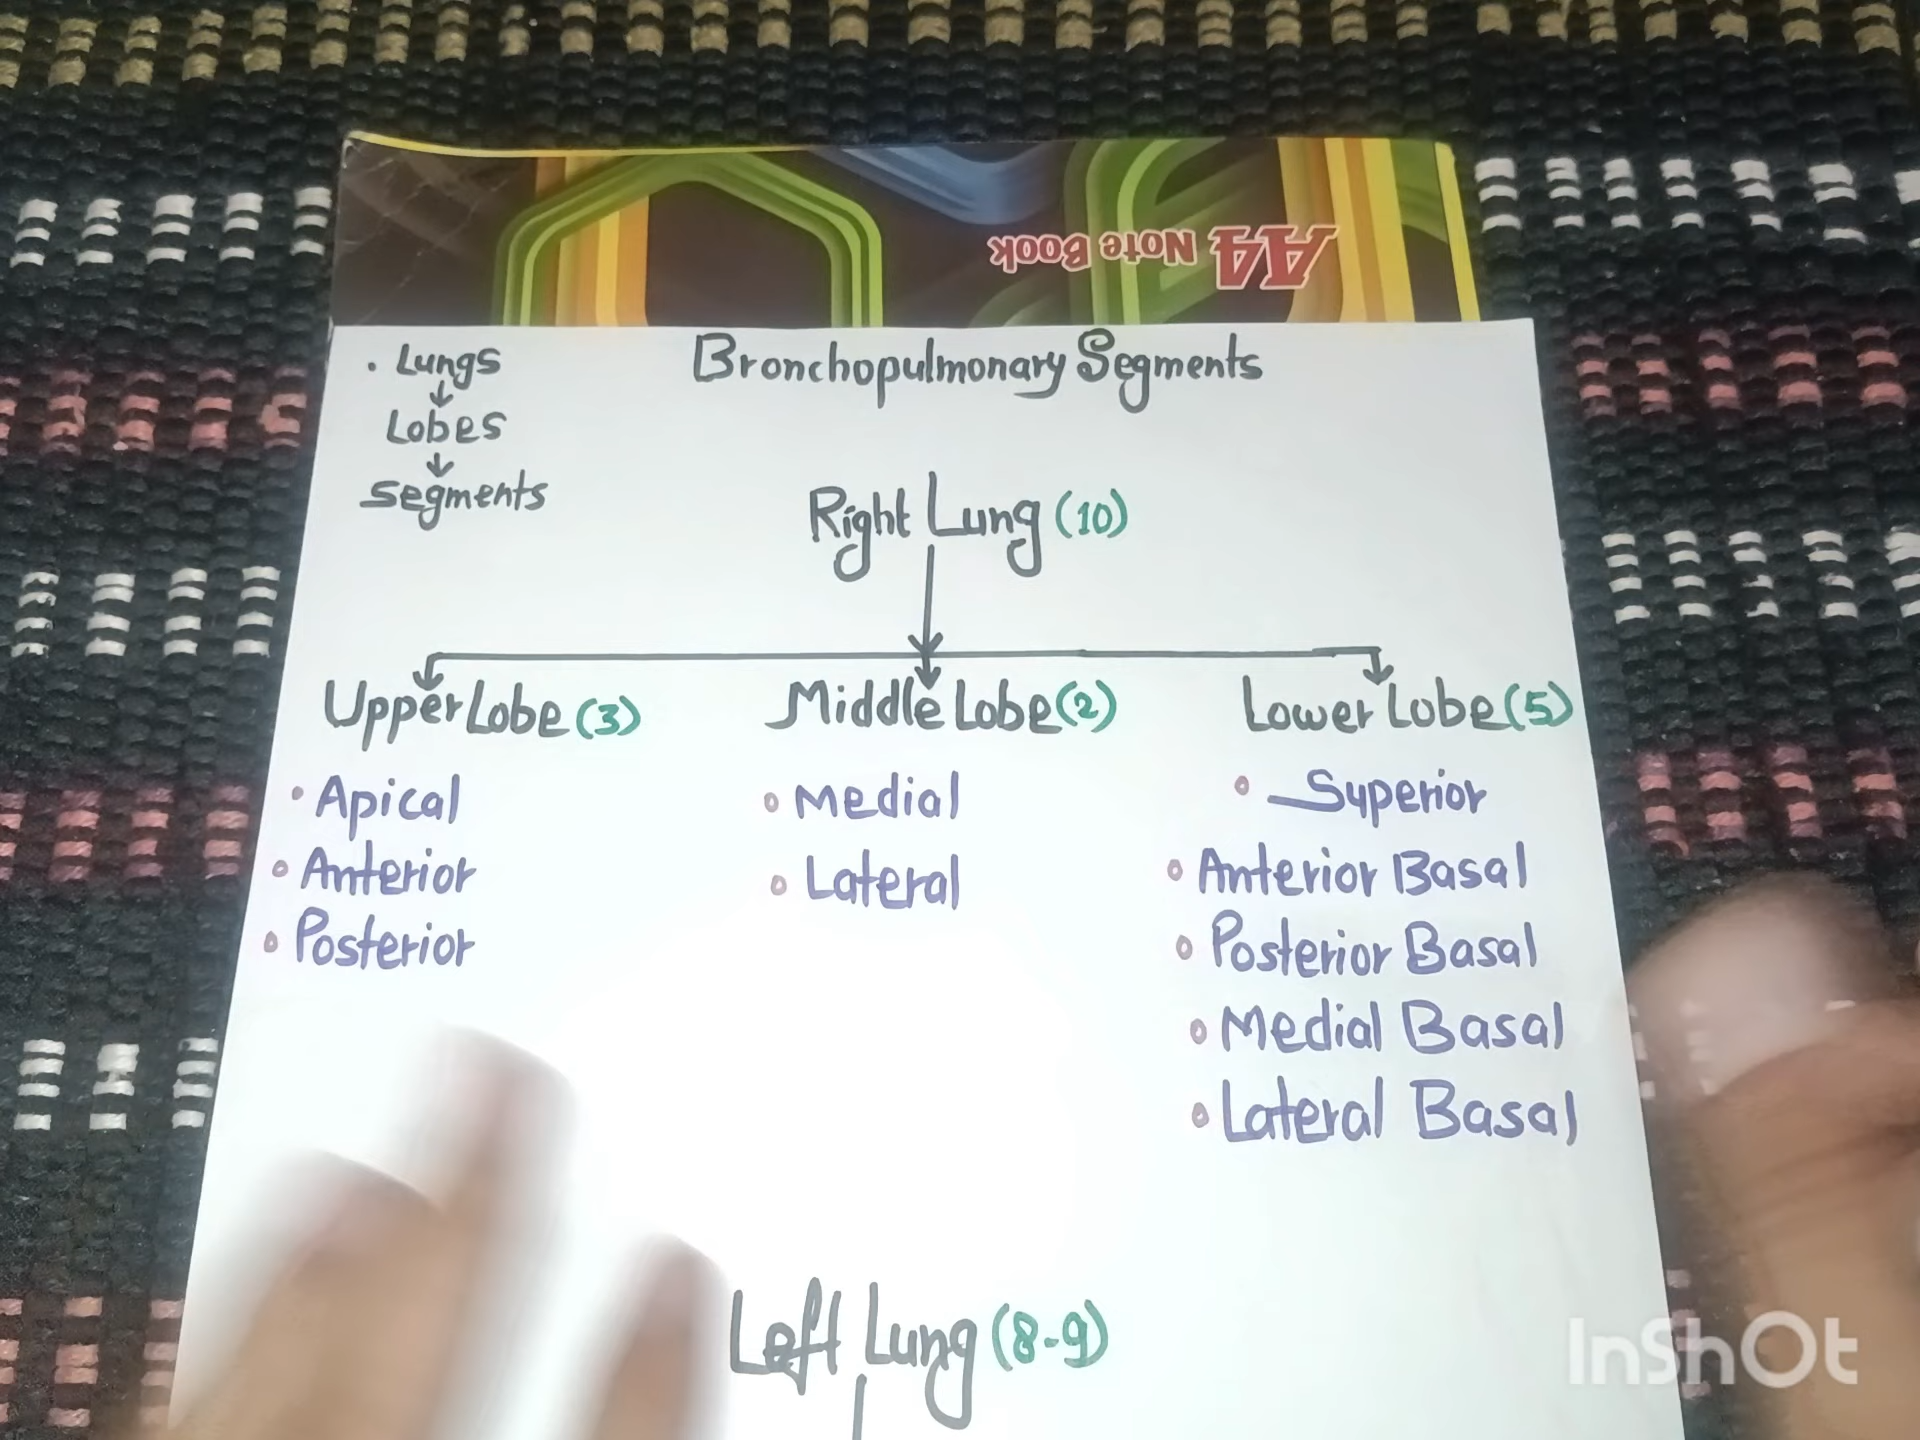 A4 Note Book
Bronchopulmonary Segments
• Lungs
↓
Lobes
↓
Segments
Right Lung (10)
Upper Lobe (3)
• Apical
• Anterior
• Posterior
Middle Lobe (2)
• Medial
• Lateral
Lower Lobe (5)
• Superior
• Anterior Basal
• Posterior Basal
• Medial Basal
• Lateral Basal
Left Lung (8-9)
InShOt